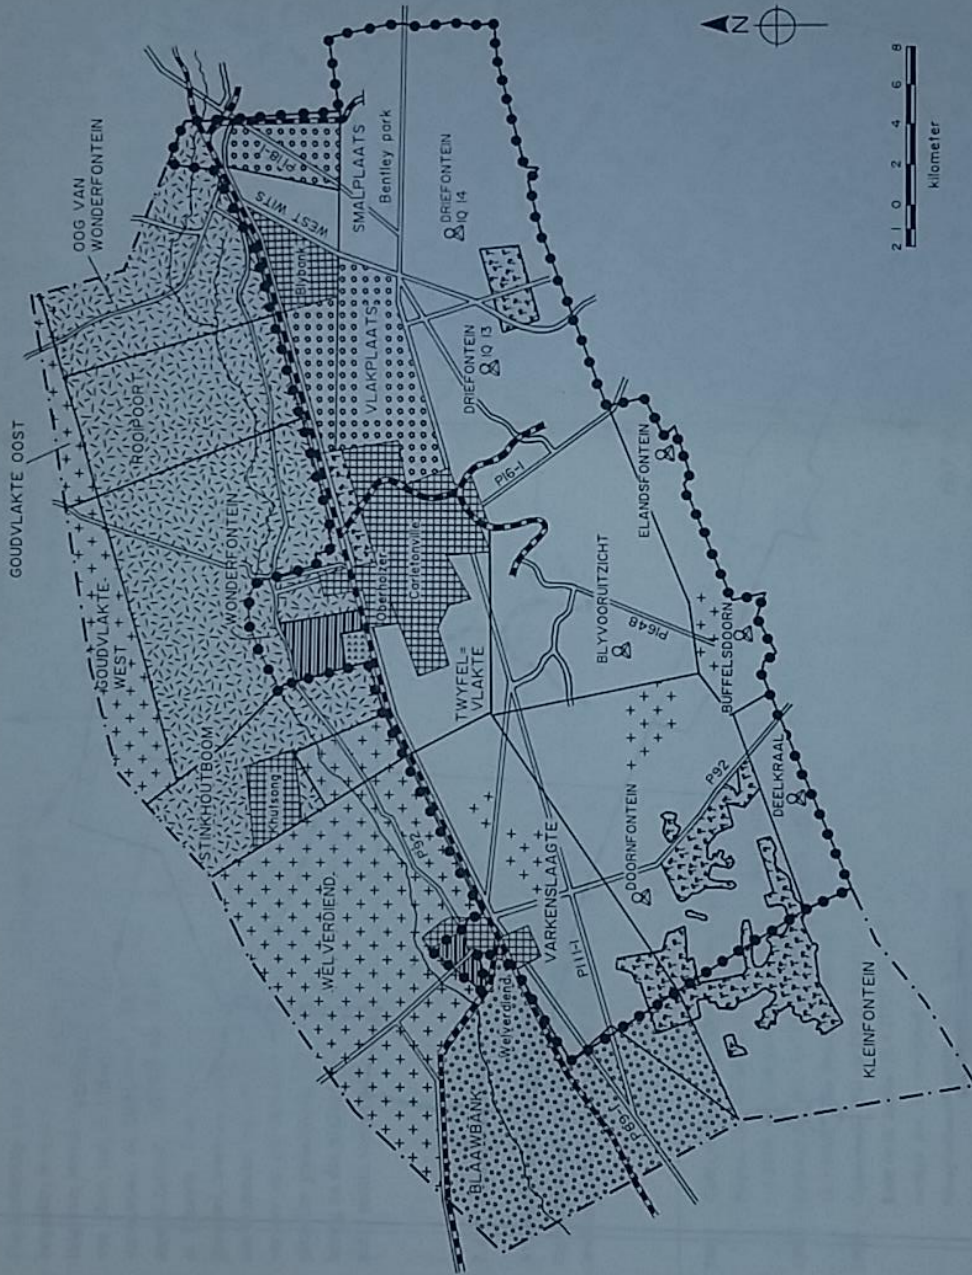 GOUDVLAKTE OOST
OOG VAN
WONDERFONTEIN
ROOIPOORT
GOUDVLAKTE-
WEST
WONDERFONTEIN
STINKHOUTBOOM
Khutsong
WELVERDIEND
P92
BLAAWBANK
Welverdiend
P89-1
P111-1
VARKENSLAAGTE
TWYFEL=
VLAKTE
Oberholzer
Carletonville
VLAKPLAATS
Blybank
WEST WITS
P18-1
SMALPLAATS
Bentley park
DRIEFONTEIN
IQ 14
DRIEFONTEIN
IQ 13
P16-1
ELANDSFONTEIN
BLYVOORUITZICHT
P164B
BUFFELSDOORN
DOORNFONTEIN
P92
DEELKRAAL
KLEINFONTEIN
N
2 1 0 2 4 6 8
kilometer